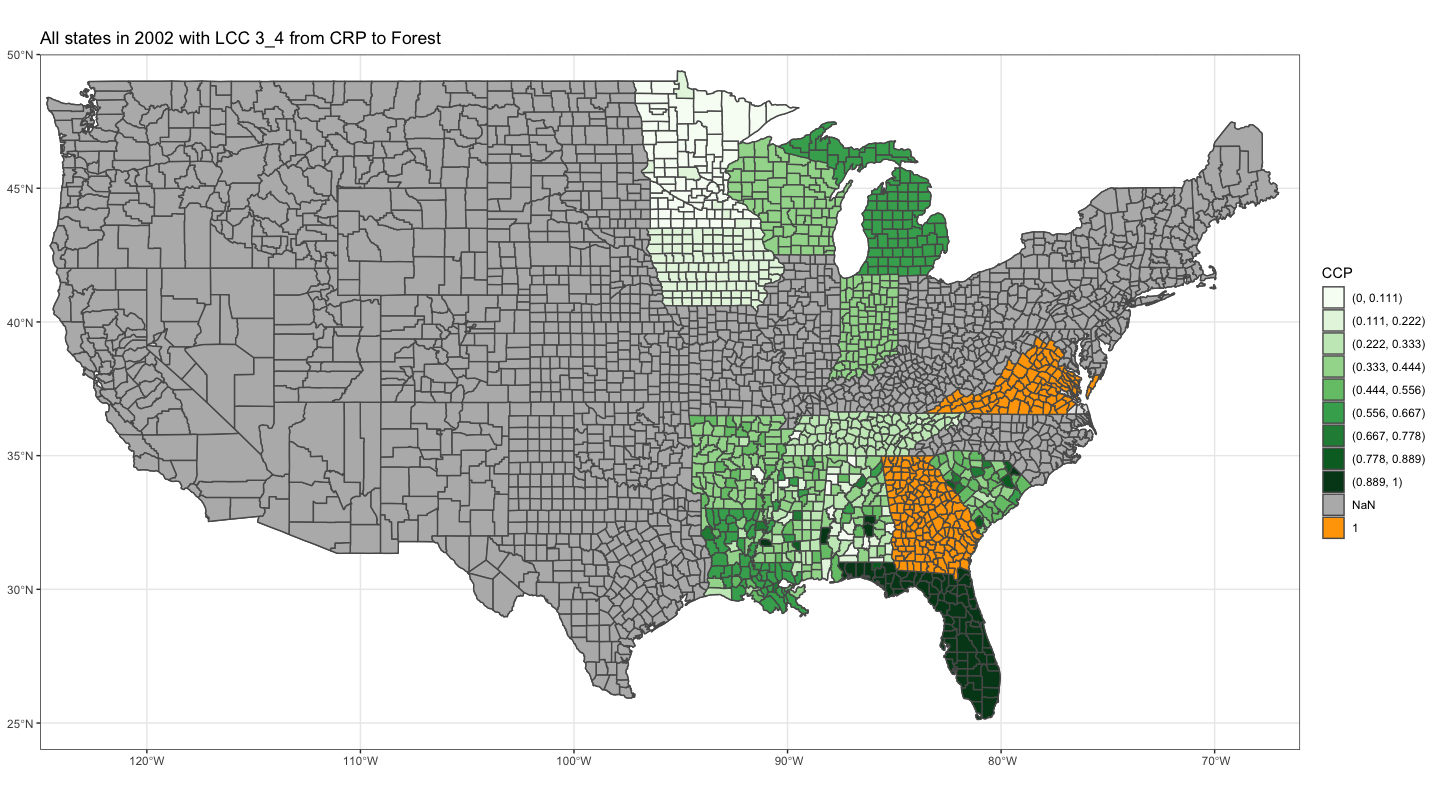 All states in 2002 with LCC 3_4 from CRP to Forest
50°N
45°N
40°N
35°N
30°N
25°N
120°W
110°W
100°W
90°W
80°W
70°W
CCP
(0, 0.111)
(0.111, 0.222)
(0.222, 0.333)
(0.333, 0.444)
(0.444, 0.556)
(0.556, 0.667)
(0.667, 0.778)
(0.778, 0.889)
(0.889, 1)
NaN
1